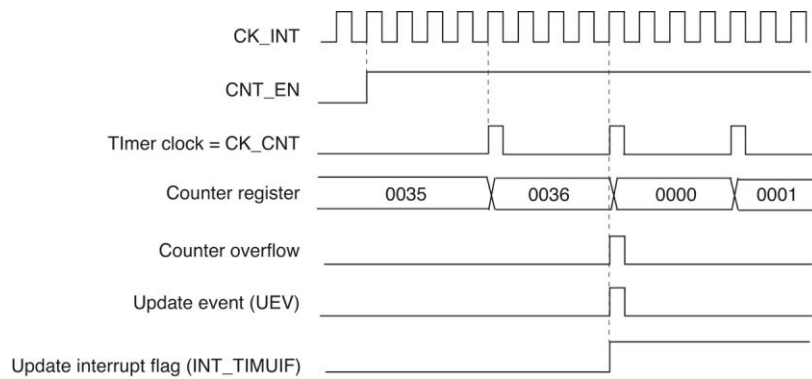 CK_INT
CNT_EN
TImer clock = CK_CNT
Counter register 0035 0036 0000 0001
Counter overflow
Update event (UEV)
Update interrupt flag (INT_TIMUIF)